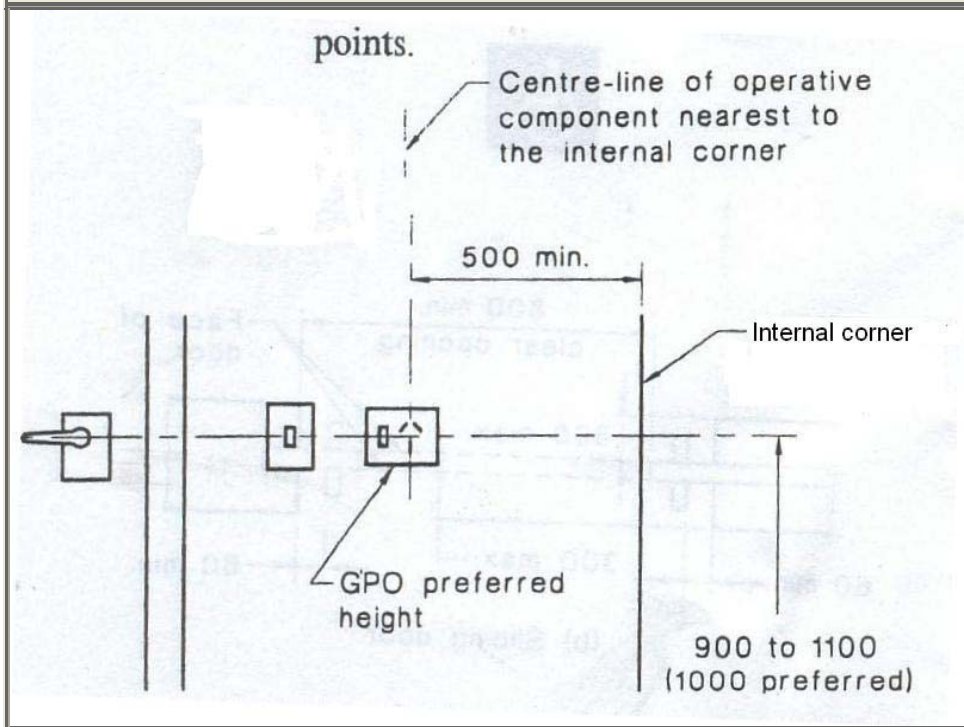 points.
Centre-line of operative
component nearest to
the internal corner
500 min.
Internal corner
GPO preferred
height
900 to 1100
(1000 preferred)